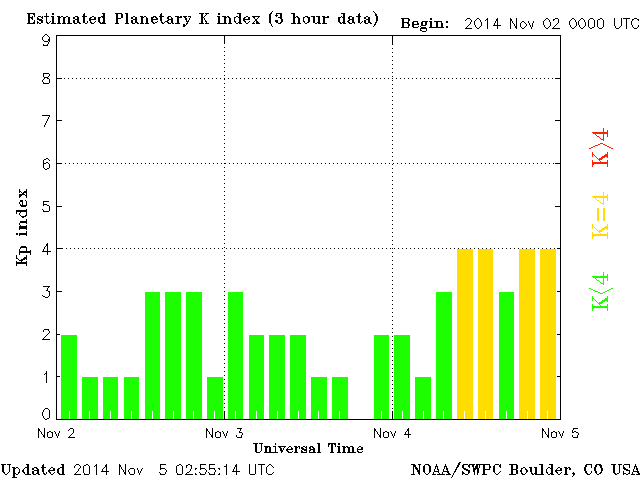 Estimated Planetary K index (3 hour data)
Begin: 2014 Nov 02 0000 UTC
9
8
7
6
5
4
3
2
1
0
Kp index
K>4
K=4
K<4
Nov 2
Nov 3
Nov 4
Nov 5
Universal Time
Updated 2014 Nov 5 02:55:14 UTC
NOAA/SWPC Boulder, CO USA